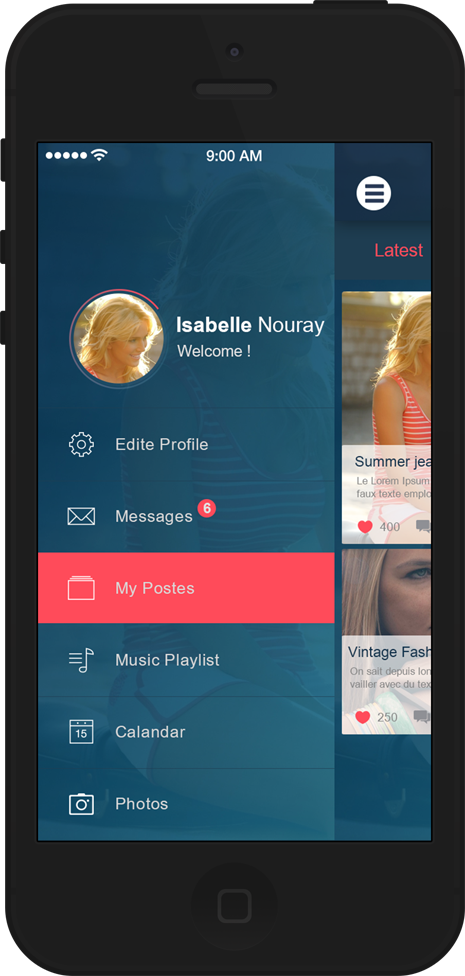 9:00 AM
Latest
Isabelle Nouray
Welcome !
Edite Profile
Messages 6
My Postes
Music Playlist
15
Calandar
Photos
Summer jea
Le Lorem Ipsum
faux texte emplo
400
Vintage Fash
On sait depuis lon
vailler avec du tex
250